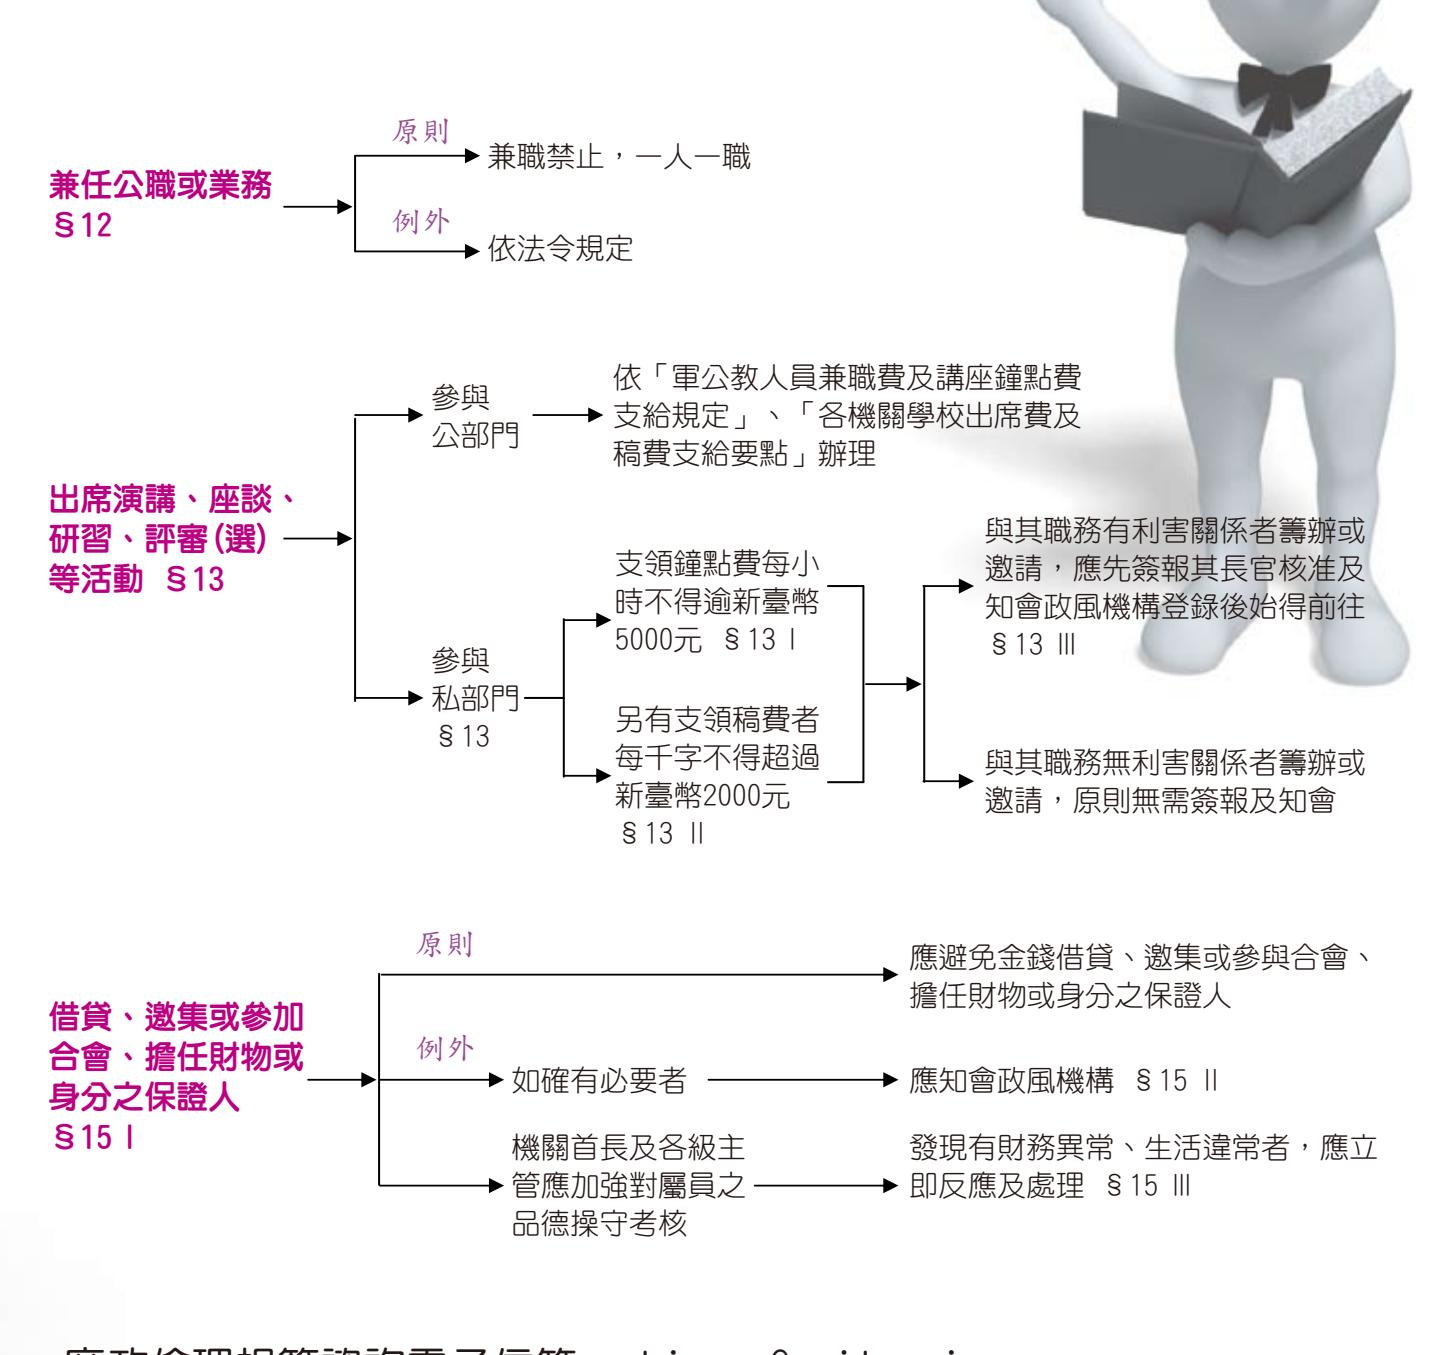 兼任公職或業務
§12
原則
兼職禁止，一人一職
例外
依法令規定
出席演講、座談、
研習、評審(選)
等活動 §13
參與
公部門
依「軍公教人員兼職費及講座鐘點費
支給規定」、「各機關學校出席費及
稿費支給要點」辦理
參與
私部門
§13
支領鐘點費每小
時不得逾新臺幣
5000元 §13 I
另有支領稿費者
每千字不得超過
新臺幣2000元
§13 II
與其職務有利害關係者籌辦或
邀請，應先簽報其長官核准及
知會政風機構登錄後始得前往
§13 III
與其職務無利害關係者籌辦或
邀請，原則無需簽報及知會
借貸、邀集或參加
合會、擔任財物或
身分之保證人
§15 I
原則
應避免金錢借貸、邀集或參與合會、
擔任財物或身分之保證人
例外
如確有必要者
應知會政風機構 §15 II
機關首長及各級主
管應加強對屬員之
品德操守考核
發現有財務異常、生活違常者，應立
即反應及處理 §15 III